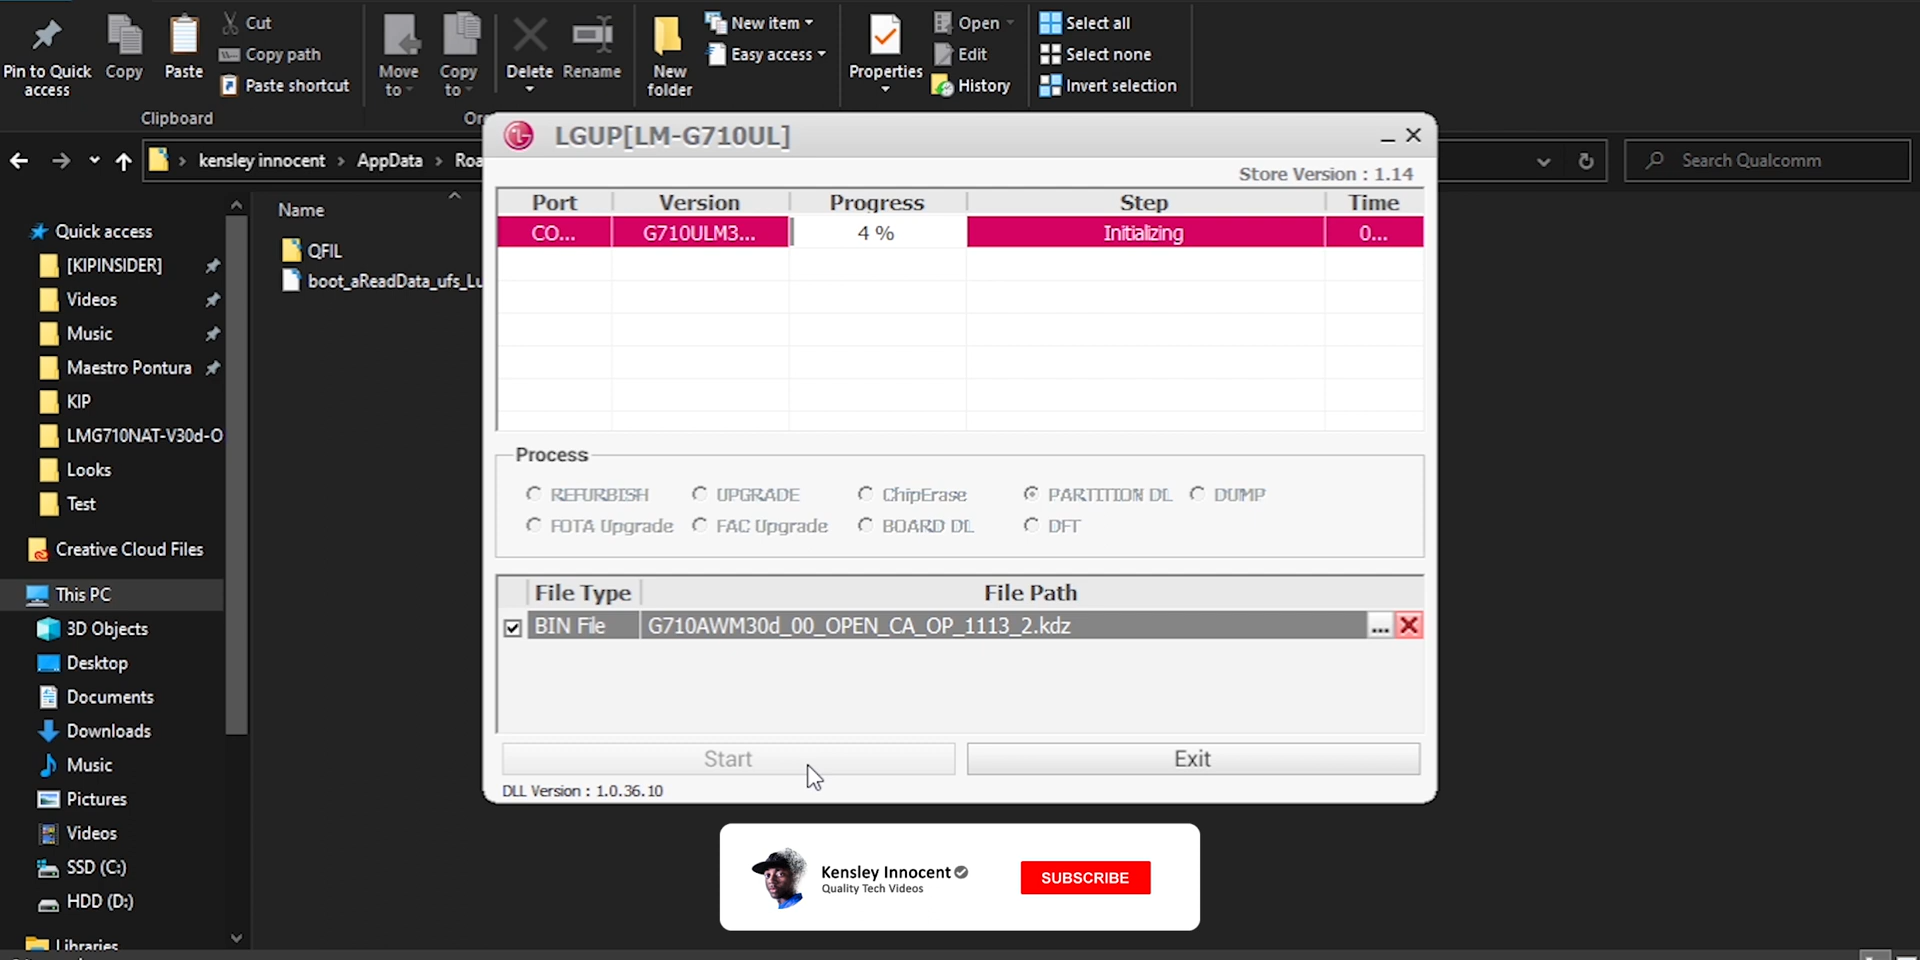 Pin to Quick access
Copy
Paste
Cut
Copy path
Paste shortcut
Clipboard
Move to
Copy to
Delete
Rename
New folder
New item
Easy access
Properties
Open
Edit
History
Select all
Select none
Invert selection
kensley innocent > AppData >
Search Qualcomm
Quick access
[KIPINSIDER]
Videos
Music
Maestro Pontura
KIP
LMG710NAT-V30d-O
Looks
Test
Creative Cloud Files
This PC
3D Objects
Desktop
Documents
Downloads
Music
Pictures
Videos
SSD (C:)
HDD (D:)
Libraries
Name
QFIL
boot_aReadData_ufs_Lu
LGUP[LM-G710UL]
Store Version : 1.14
Port Version Progress Step Time
CO... G710ULM3... 4 % Initializing 0...
Process
REFURBISH UPGRADE ChipErase PARTITION DL DUMP
FOTA Upgrade FAC Upgrade BOARD DL DFT
File Type File Path
BIN File G710AWM30d_00_OPEN_CA_OP_1113_2.kdz ...
Start Exit
DLL Version : 1.0.36.10
Kensley Innocent
Quality Tech Videos
SUBSCRIBE